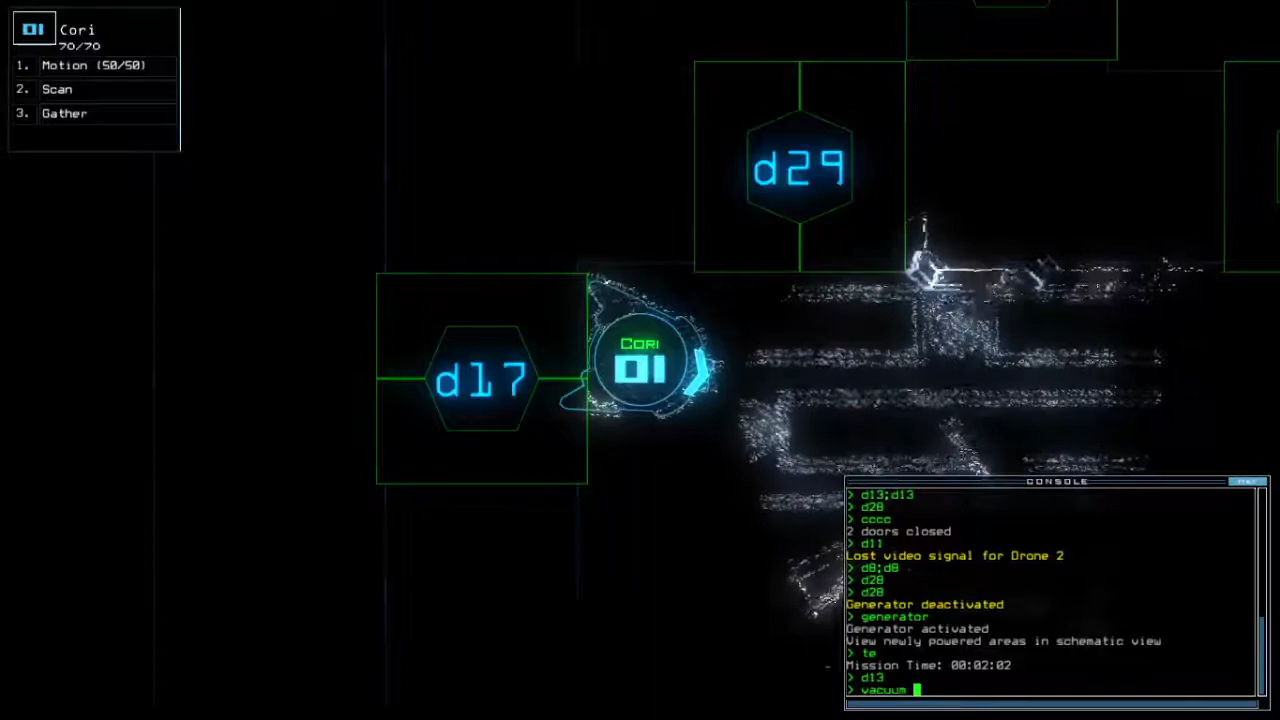 01 Cori
70/70
1. Motion (50/50)
2. Scan
3. Gather
d29
d17
Cori
01
CONSOLE
> d13;d13
> d28
> cccc
2 doors closed
> d11
Lost video signal for Drone 2
> d8;d8
> d28
> d28
Generator deactivated
> generator
Generator activated
View newly powered areas in schematic view
> te
Mission Time: 00:02:02
> d13
> vacuum